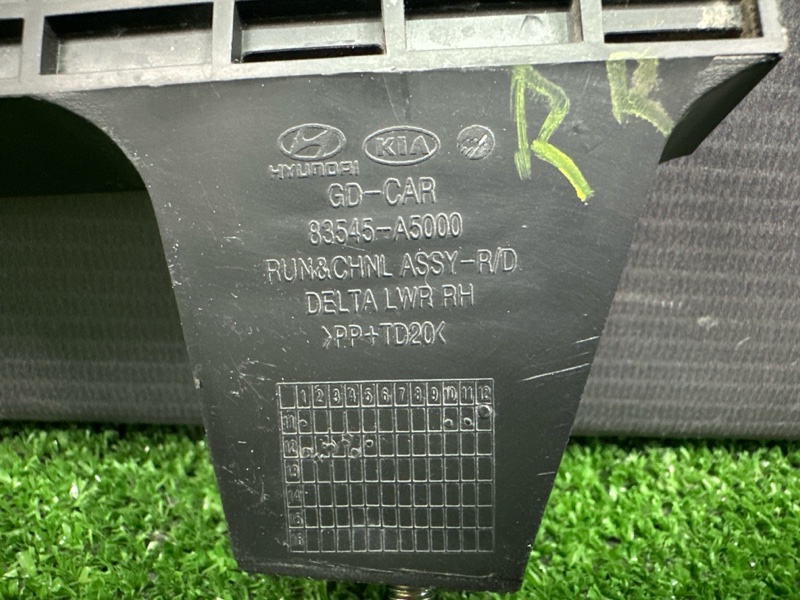 R R
KIA
HYUNDAI
GD-CAR
83545-A5000
RUN&CHNL ASSY-R/D
DELTA LWR RH
>PP+TD20<
1 2 3 4 5 6 7 8 9 10 11 12
11
12
13
14
15
16